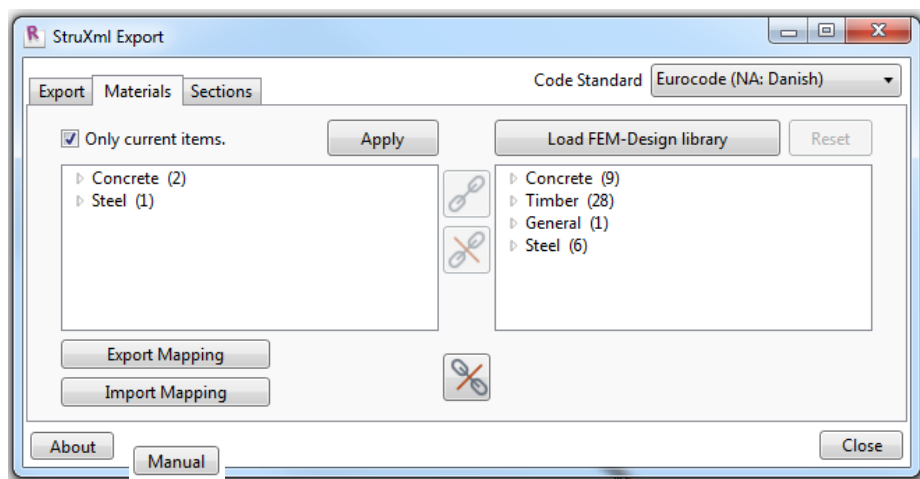 R StruXml Export
Code Standard Eurocode (NA: Danish)
Export Materials Sections
Only current items. Apply Load FEM-Design library Reset
Concrete (2)
Steel (1)
Concrete (9)
Timber (28)
General (1)
Steel (6)
Export Mapping
Import Mapping
About Manual Close